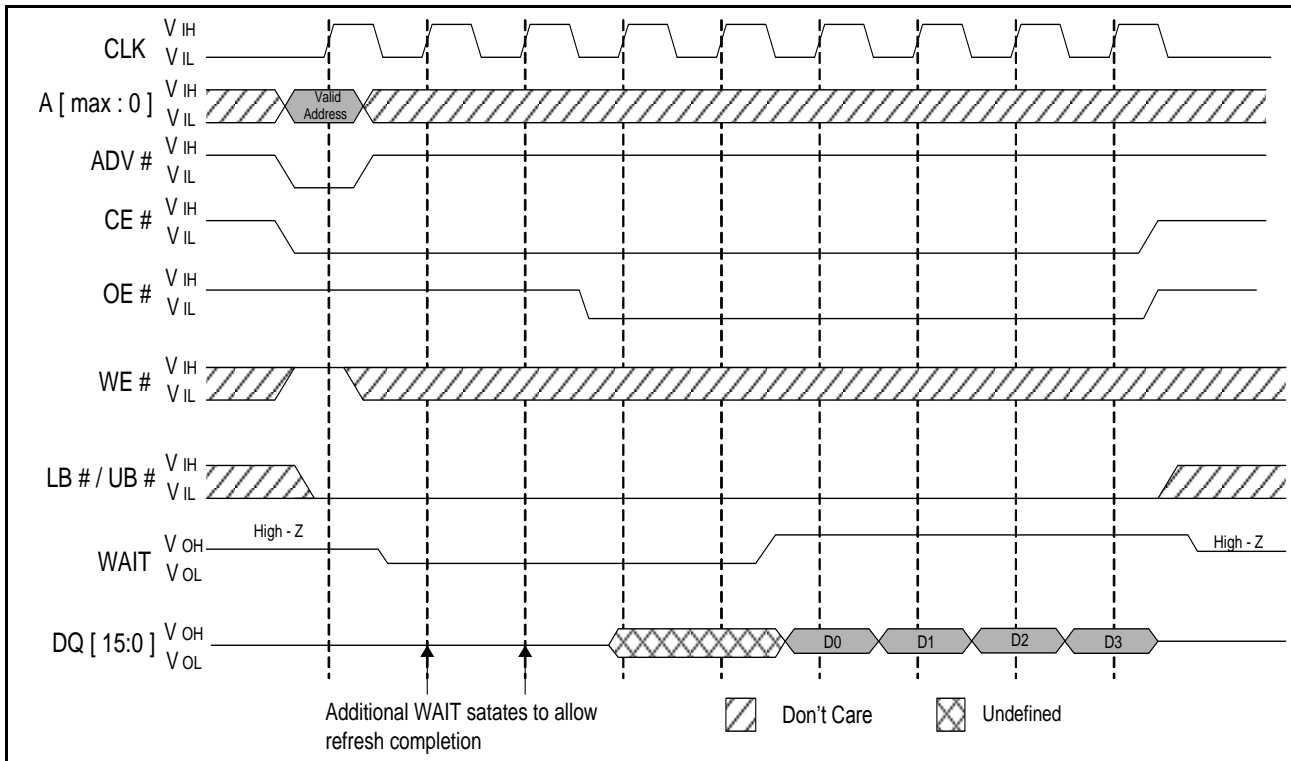 CLK
V IH
V IL
A [ max : 0 ]
V IH
V IL
Valid
Address
ADV #
V IH
V IL
CE #
V IH
V IL
OE #
V IH
V IL
WE #
V IH
V IL
LB # / UB #
V IH
V IL
WAIT
V OH
V OL
High - Z
High - Z
DQ [ 15:0 ]
V OH
V OL
D0
D1
D2
D3
Additional WAIT satates to allow
refresh completion
Don't Care
Undefined